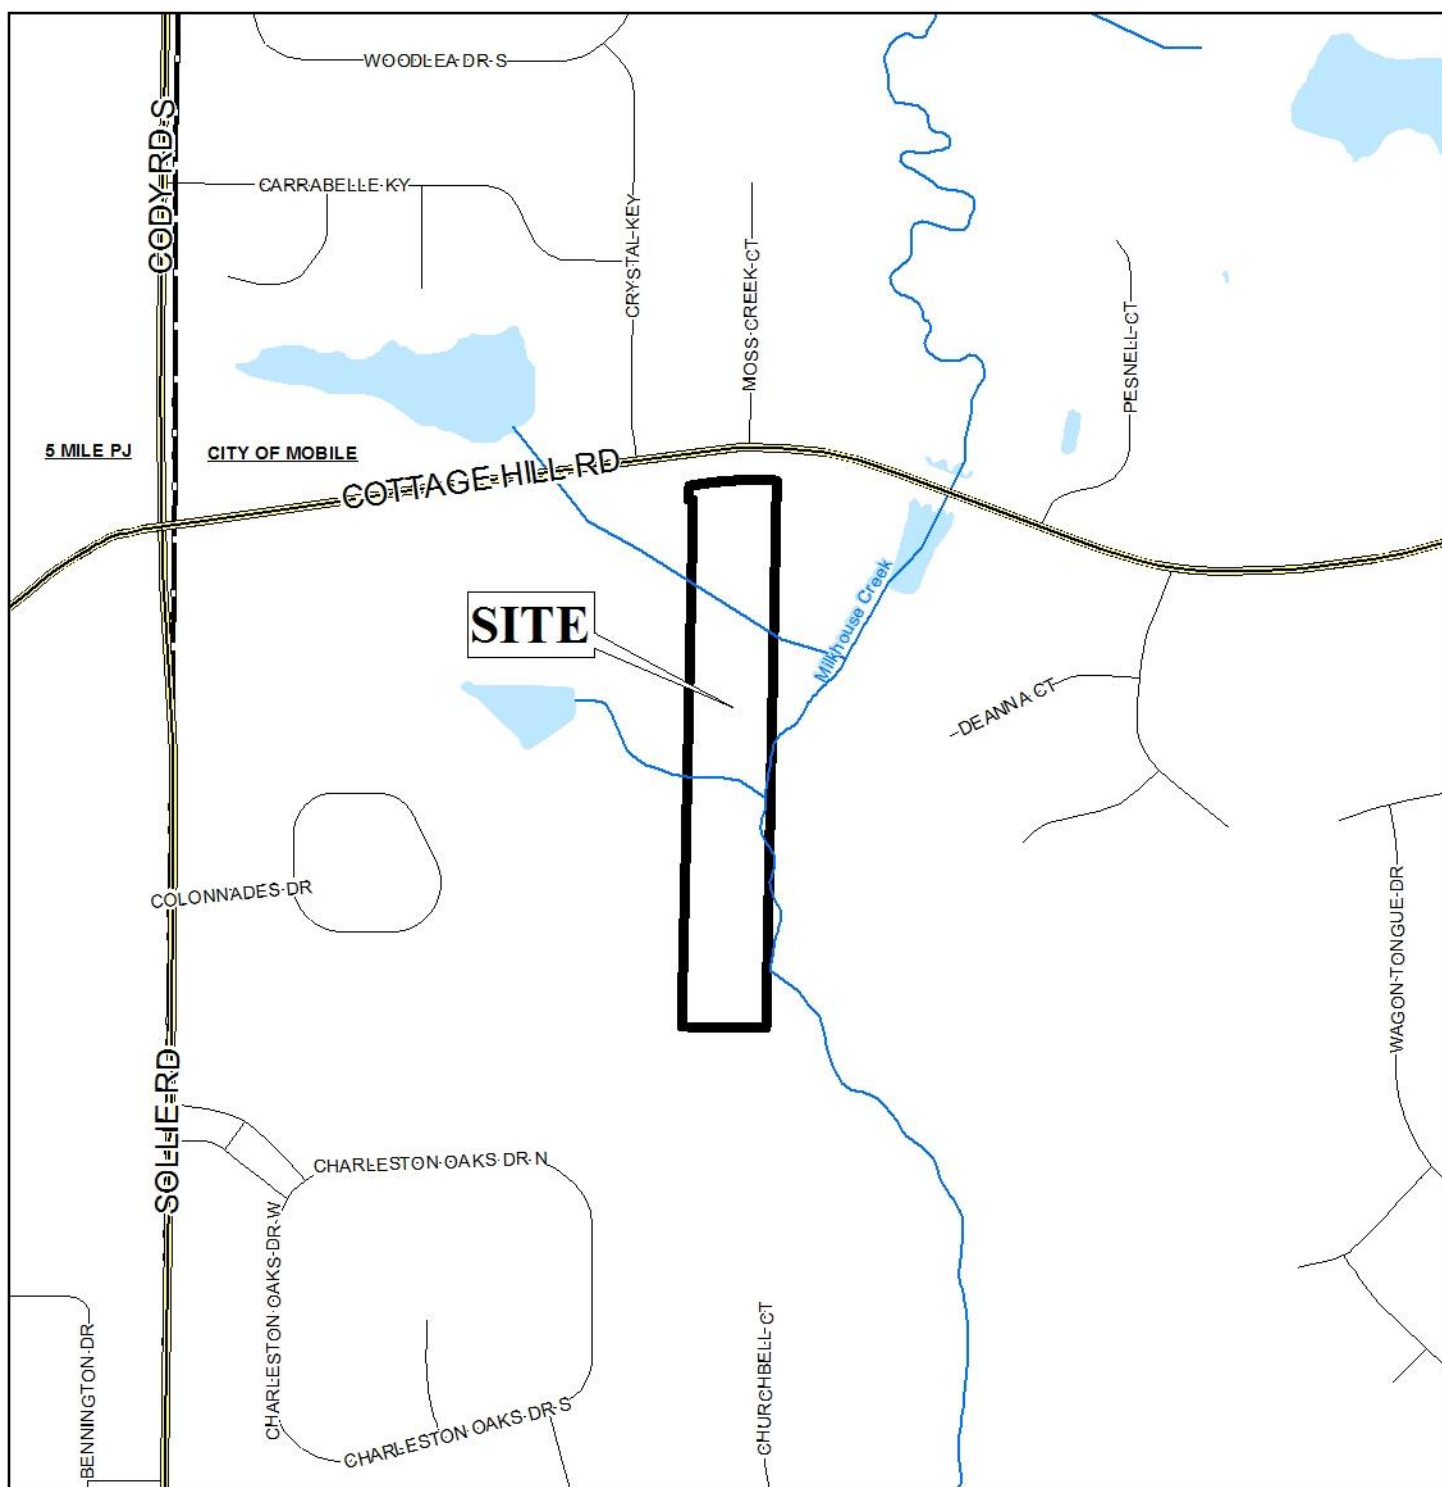 WOODLEA DR S
CODY RD S
CARRABELLE KY
CRYSTAL KEY
MOSS CREEK CT
PESNELL CT
5 MILE PJ
CITY OF MOBILE
COTTAGE HILL RD
SITE
Milkhouse Creek
DEANNA CT
COLONNADES DR
WAGON TONGUE DR
SOLLIE RD
CHARLESTON OAKS DR N
CHARLESTON OAKS DR W
BENNINGTON DR
CHURCHBELL CT
CHARLESTON OAKS DR S